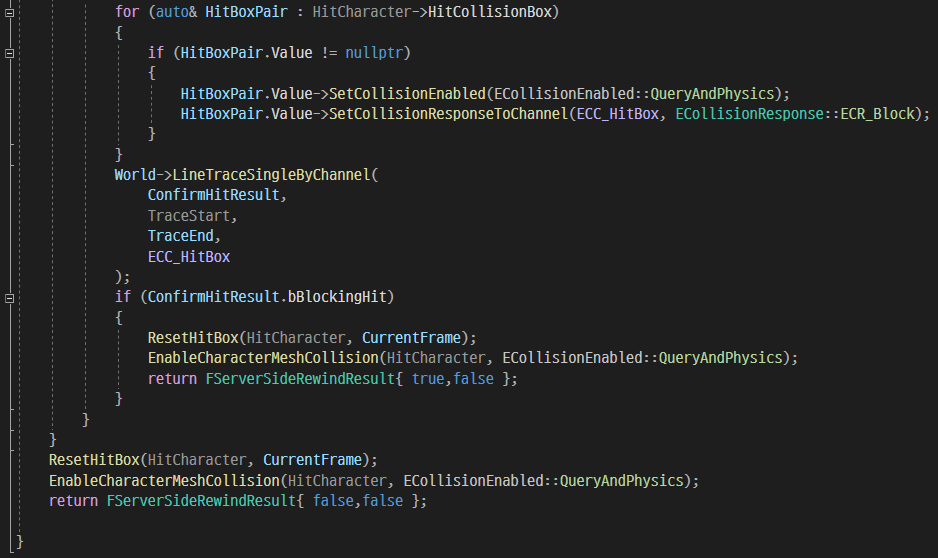 for (auto& HitBoxPair : HitCharacter->HitCollisionBox)
{
if (HitBoxPair.Value != nullptr)
{
HitBoxPair.Value->SetCollisionEnabled(ECollisionEnabled::QueryAndPhysics);
HitBoxPair.Value->SetCollisionResponseToChannel(ECC_HitBox, ECollisionResponse::ECR_Block);
}
}
World->LineTraceSingleByChannel(
ConfirmHitResult,
TraceStart,
TraceEnd,
ECC_HitBox
);
if (ConfirmHitResult.bBlockingHit)
{
ResetHitBox(HitCharacter, CurrentFrame);
EnableCharacterMeshCollision(HitCharacter, ECollisionEnabled::QueryAndPhysics);
return FServerSideRewindResult{ true,false };
}
}
}
ResetHitBox(HitCharacter, CurrentFrame);
EnableCharacterMeshCollision(HitCharacter, ECollisionEnabled::QueryAndPhysics);
return FServerSideRewindResult{ false,false };
}